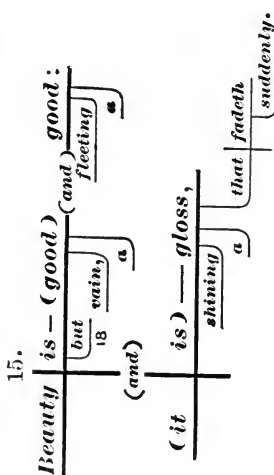 15.
Beauty is – (good) (and) good :
but vain, fleeting
18 a a
(and)
(it is) — gloss,
shining a that fadeth
suddenly.